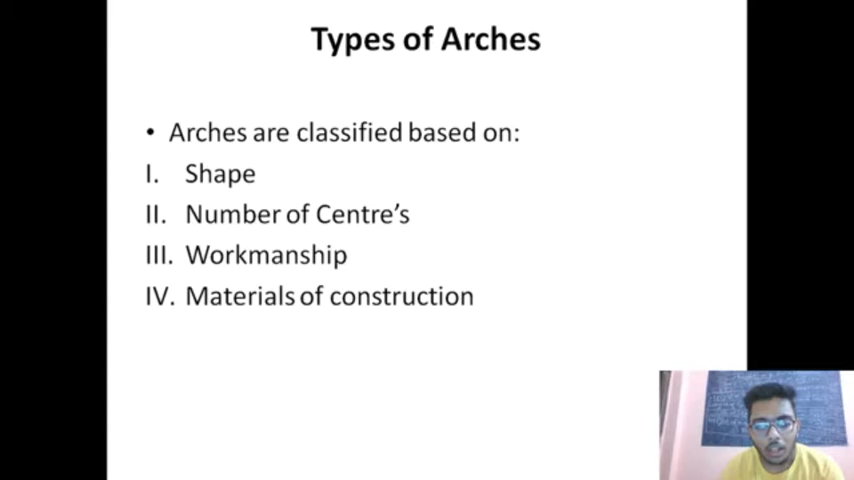 Types of Arches
• Arches are classified based on:
I. Shape
II. Number of Centre's
III. Workmanship
IV. Materials of construction